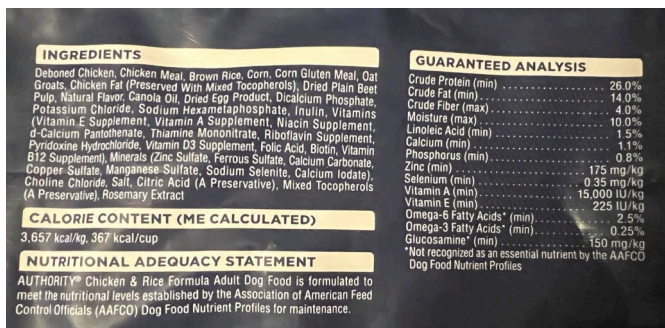 INGREDIENTS
Deboned Chicken, Chicken Meal, Brown Rice, Corn, Corn Gluten Meal, Oat
Groats, Chicken Fat (Preserved With Mixed Tocopherols), Dried Plain Beet
Pulp, Natural Flavor, Canola Oil, Dried Egg Product, Dicalcium Phosphate,
Potassium Chloride, Sodium Hexametaphosphate, Inulin, Vitamins
(Vitamin E Supplement, Vitamin A Supplement, Niacin Supplement,
d-Calcium Pantothenate, Thiamine Mononitrate, Riboflavin Supplement,
Pyridoxine Hydrochloride, Vitamin D3 Supplement, Folic Acid, Biotin, Vitamin
B12 Supplement), Minerals (Zinc Sulfate, Ferrous Sulfate, Calcium Carbonate,
Copper Sulfate, Manganese Sulfate, Sodium Selenite, Calcium Iodate),
Choline Chloride, Salt, Citric Acid (A Preservative), Mixed Tocopherols
(A Preservative), Rosemary Extract
CALORIE CONTENT (ME CALCULATED)
3,657 kcal/kg, 367 kcal/cup
NUTRITIONAL ADEQUACY STATEMENT
AUTHORITY® Chicken & Rice Formula Adult Dog Food is formulated to
meet the nutritional levels established by the Association of American Feed
Control Officials (AAFCO) Dog Food Nutrient Profiles for maintenance.
GUARANTEED ANALYSIS
Crude Protein (min) 26.0%
Crude Fat (min) 14.0%
Crude Fiber (max) 4.0%
Moisture (max) 10.0%
Linoleic Acid (min) 1.5%
Calcium (min) 1.1%
Phosphorus (min) 0.8%
Zinc (min) 175 mg/kg
Selenium (min) 0.35 mg/kg
Vitamin A (min) 15,000 IU/kg
Vitamin E (min) 225 IU/kg
Omega-6 Fatty Acids* (min) 2.5%
Omega-3 Fatty Acids* (min) 0.25%
Glucosamine* (min) 150 mg/kg
*Not recognized as an essential nutrient by the AAFCO
Dog Food Nutrient Profiles